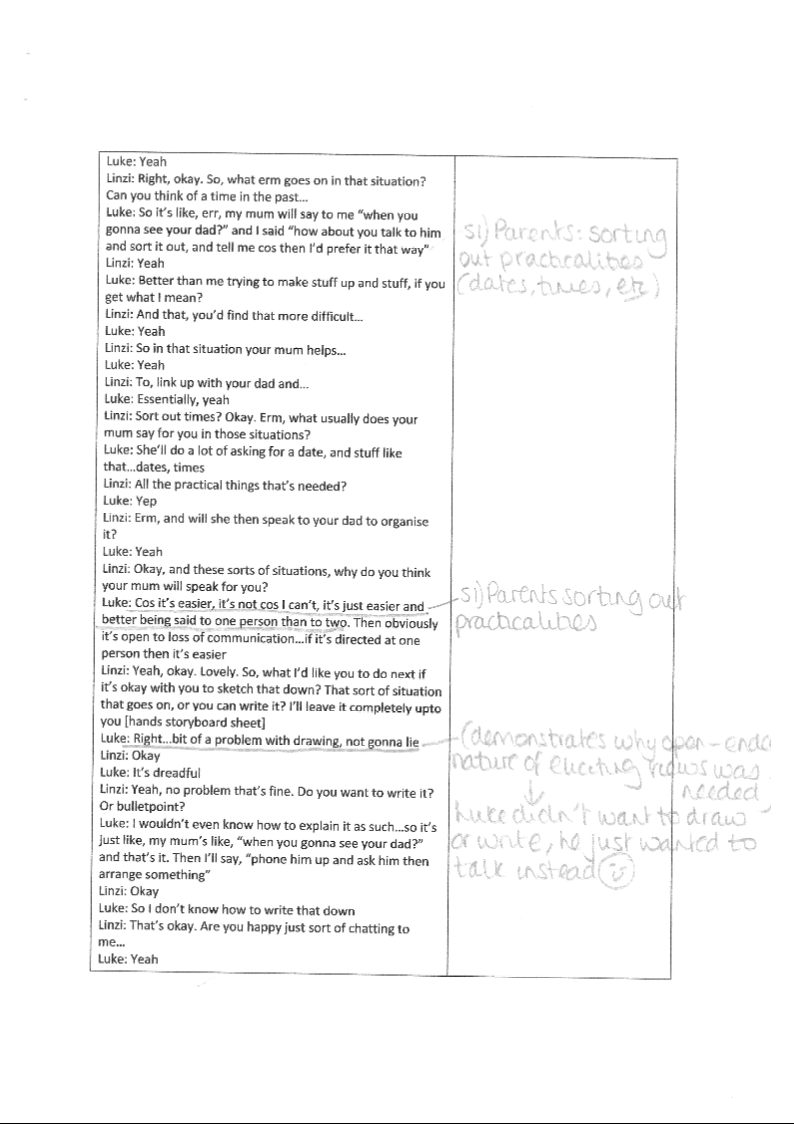 Luke: Yeah
Linzi: Right, okay. So, what erm goes on in that situation?
Can you think of a time in the past...
Luke: So it's like, err, my mum will say to me "when you
gonna see your dad?" and I said "how about you talk to him
and sort it out, and tell me cos then I'd prefer it that way"
Linzi: Yeah
Luke: Better than me trying to make stuff up and stuff, if you
get what I mean?
Linzi: And that, you'd find that more difficult...
Luke: Yeah
Linzi: So in that situation your mum helps...
Luke: Yeah
Linzi: To, link up with your dad and...
Luke: Essentially, yeah
Linzi: Sort out times? Okay. Erm, what usually does your
mum say for you in those situations?
Luke: She'll do a lot of asking for a date, and stuff like
that...dates, times
Linzi: All the practical things that's needed?
Luke: Yep
Linzi: Erm, and will she then speak to your dad to organise
it?
Luke: Yeah
Linzi: Okay, and these sorts of situations, why do you think
your mum will speak for you?
Luke: Cos it's easier, it's not cos I can't, it's just easier and
better being said to one person than to two. Then obviously
it's open to loss of communication...if it's directed at one
person then it's easier
Linzi: Yeah, okay. Lovely. So, what I'd like you to do next if
it's okay with you to sketch that down? That sort of situation
that goes on, or you can write it? I'll leave it completely upto
you [hands storyboard sheet]
Luke: Right...bit of a problem with drawing, not gonna lie
Linzi: Okay
Luke: It's dreadful
Linzi: Yeah, no problem that's fine. Do you want to write it?
Or bulletpoint?
Luke: I wouldn't even know how to explain it as such...so it's
just like, my mum's like, "when you gonna see your dad?"
and that's it. Then I'll say, "phone him up and ask him then
arrange something"
Linzi: Okay
Luke: So I don't know how to write that down
Linzi: That's okay. Are you happy just sort of chatting to
me...
Luke: Yeah
SI) Parents: sorting
out practicalities
(dates, times, etc)
SI) Parents sorting out
practicalities
(demonstrates why open-ende
nature of eliciting views was
needed
Luke didn't want to draw
or write, he just wanted to
talk instead